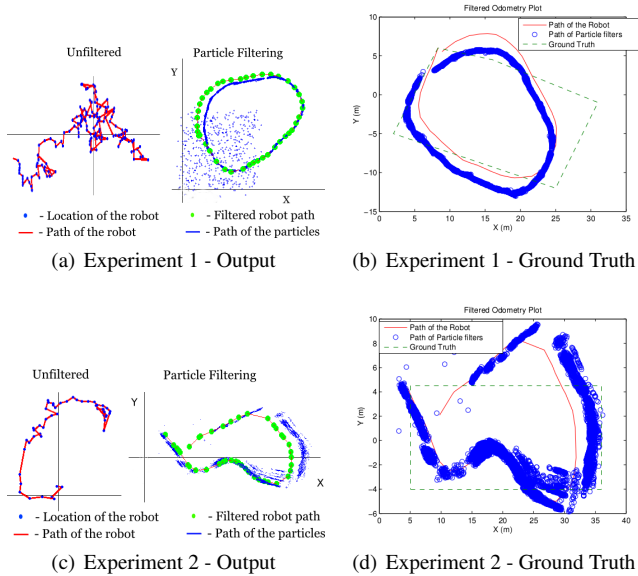 Unfiltered
Particle Filtering
Y
X
- Location of the robot
- Path of the robot
- Filtered robot path
- Path of the particles
(a) Experiment 1 - Output
Filtered Odometry Plot
Path of the Robot
Path of Particle filters
Ground Truth
Y (m)
10
5
0
−5
−10
−15
0 5 10 15 20 25 30 35
X (m)
(b) Experiment 1 - Ground Truth
Unfiltered
Particle Filtering
Y
X
- Location of the robot
- Path of the robot
- Filtered robot path
- Path of the particles
(c) Experiment 2 - Output
Filtered Odometry Plot
Path of the Robot
Path of Particle filters
Ground Truth
Y (m)
10
8
6
4
2
0
−2
−4
−6
0 5 10 15 20 25 30 35 40
X (m)
(d) Experiment 2 - Ground Truth